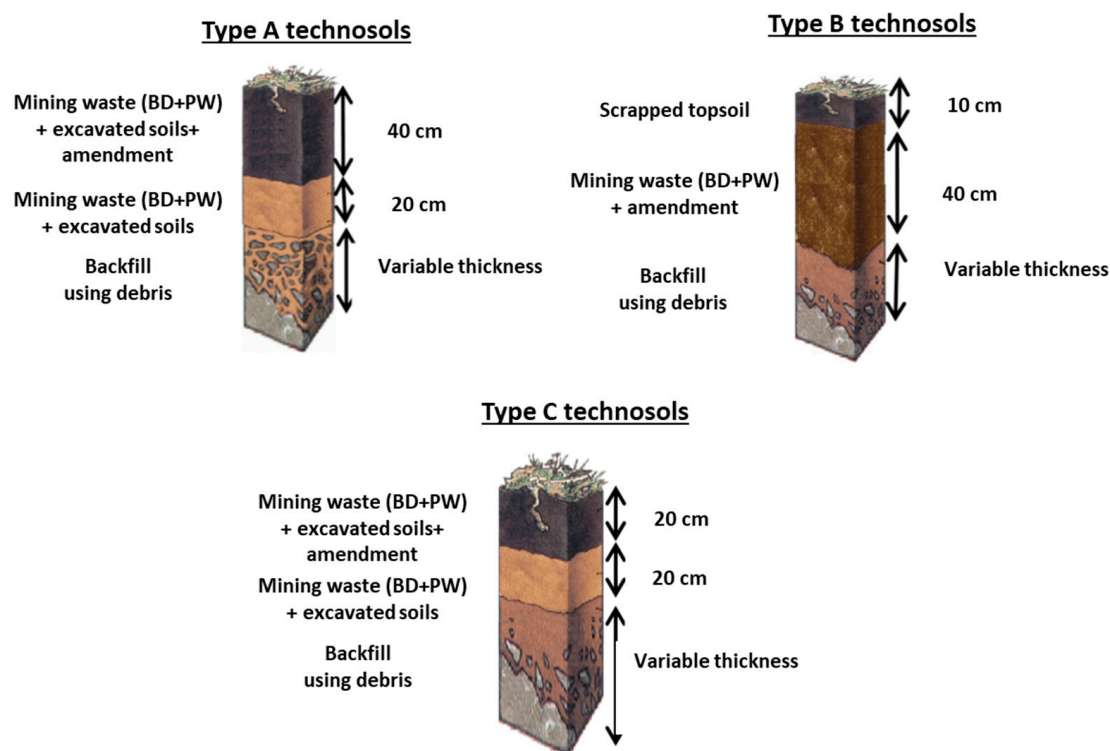 Type A technosols
Mining waste (BD+PW)
+ excavated soils+
amendment
40 cm
Mining waste (BD+PW)
+ excavated soils
20 cm
Backfill
using debris
Variable thickness
Type B technosols
Scrapped topsoil
10 cm
Mining waste (BD+PW)
+ amendment
40 cm
Backfill
using debris
Variable thickness
Type C technosols
Mining waste (BD+PW)
+ excavated soils+
amendment
20 cm
Mining waste (BD+PW)
+ excavated soils
20 cm
Backfill
using debris
Variable thickness